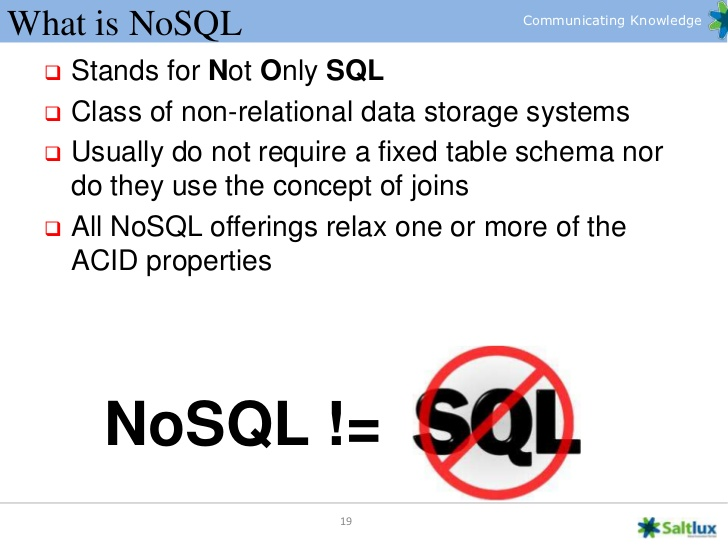 What is NoSQL
Communicating Knowledge
Stands for Not Only SQL
Class of non-relational data storage systems
Usually do not require a fixed table schema nor
do they use the concept of joins
All NoSQL offerings relax one or more of the
ACID properties
NoSQL != SQL
19
Saltlux